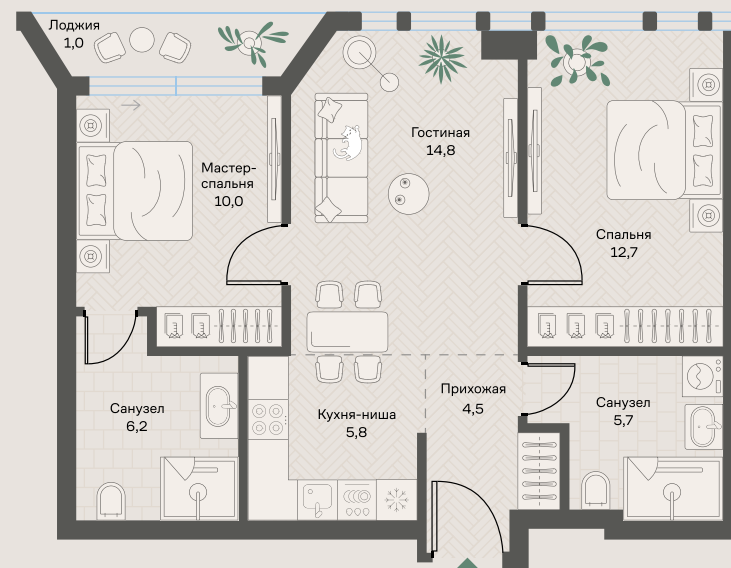 Лоджия
1,0
Гостиная
14,8
Мастер-
спальня
10,0
Спальня
12,7
Прихожая
4,5
Санузел
6,2
Кухня-ниша
5,8
Санузел
5,7